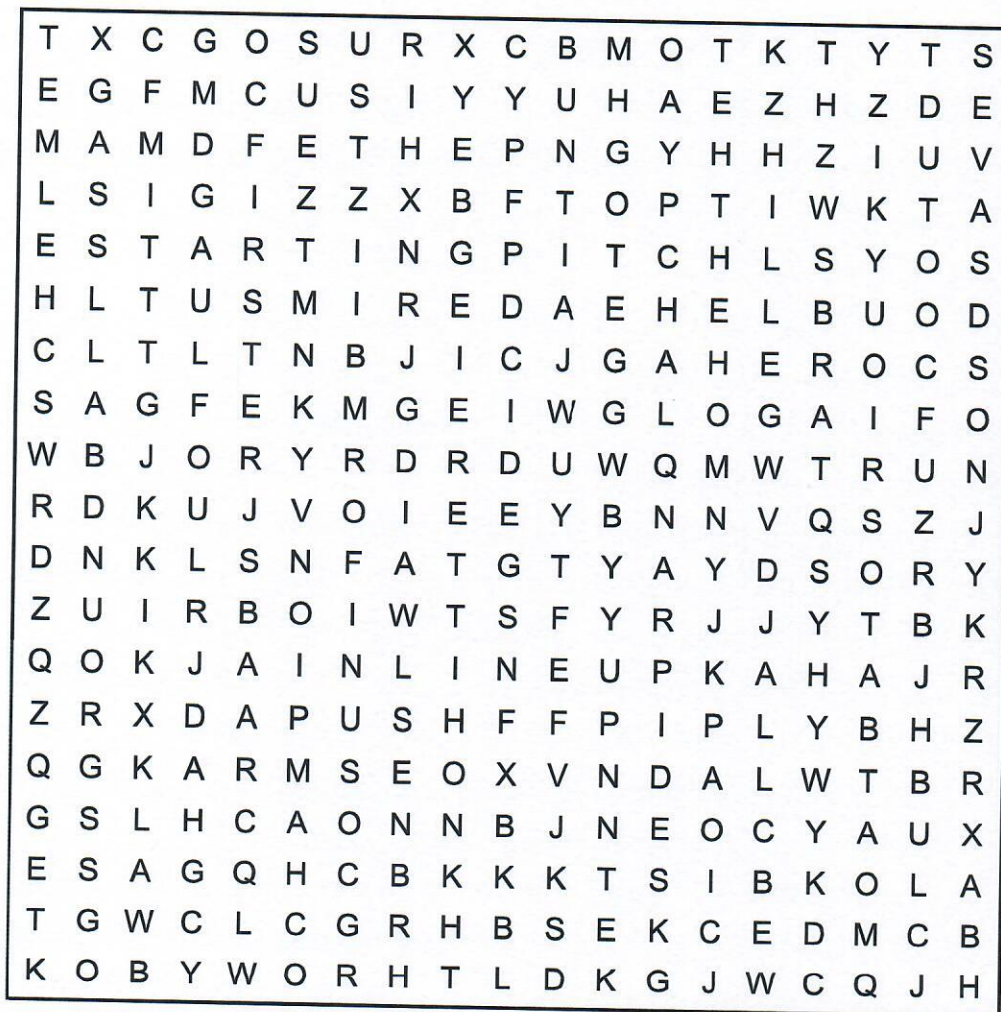 T X C G O S U R X C B M O T K T Y T S
E G F M C U S I Y Y U H A E Z H Z D E
M A M D F E T H E P N G Y H H Z I U V
L S I G I Z Z X B F T O P T I W K T A
E S T A R T I N G P I T C H L S Y O S
H L T U S M I R E D A E H E L B U O D
C L T L T N B J I C J G A H E R O C S
S A G F E K M G E I W G L O G A I F O
W B J O R Y R D R D U W Q M W T R U N
R D K U J V O I E E Y B N N V Q S Z J
D N K L S N F A T G T Y A Y D S O R Y
Z U I R B O I W T S F Y R J J Y T B K
Q O K J A I N L I N E U P K A H A J R
Z R X D A P U S H F F P I P L Y B H Z
Q G K A R M S E O X V N D A L W T B R
G S L H C A O N N B J N E O C Y A U X
E S A G Q H C B K K K T S I B K O L A
T G W C L C G R H B S E K C E D M C B
K O B Y W O R H T L D K G J W C Q J H